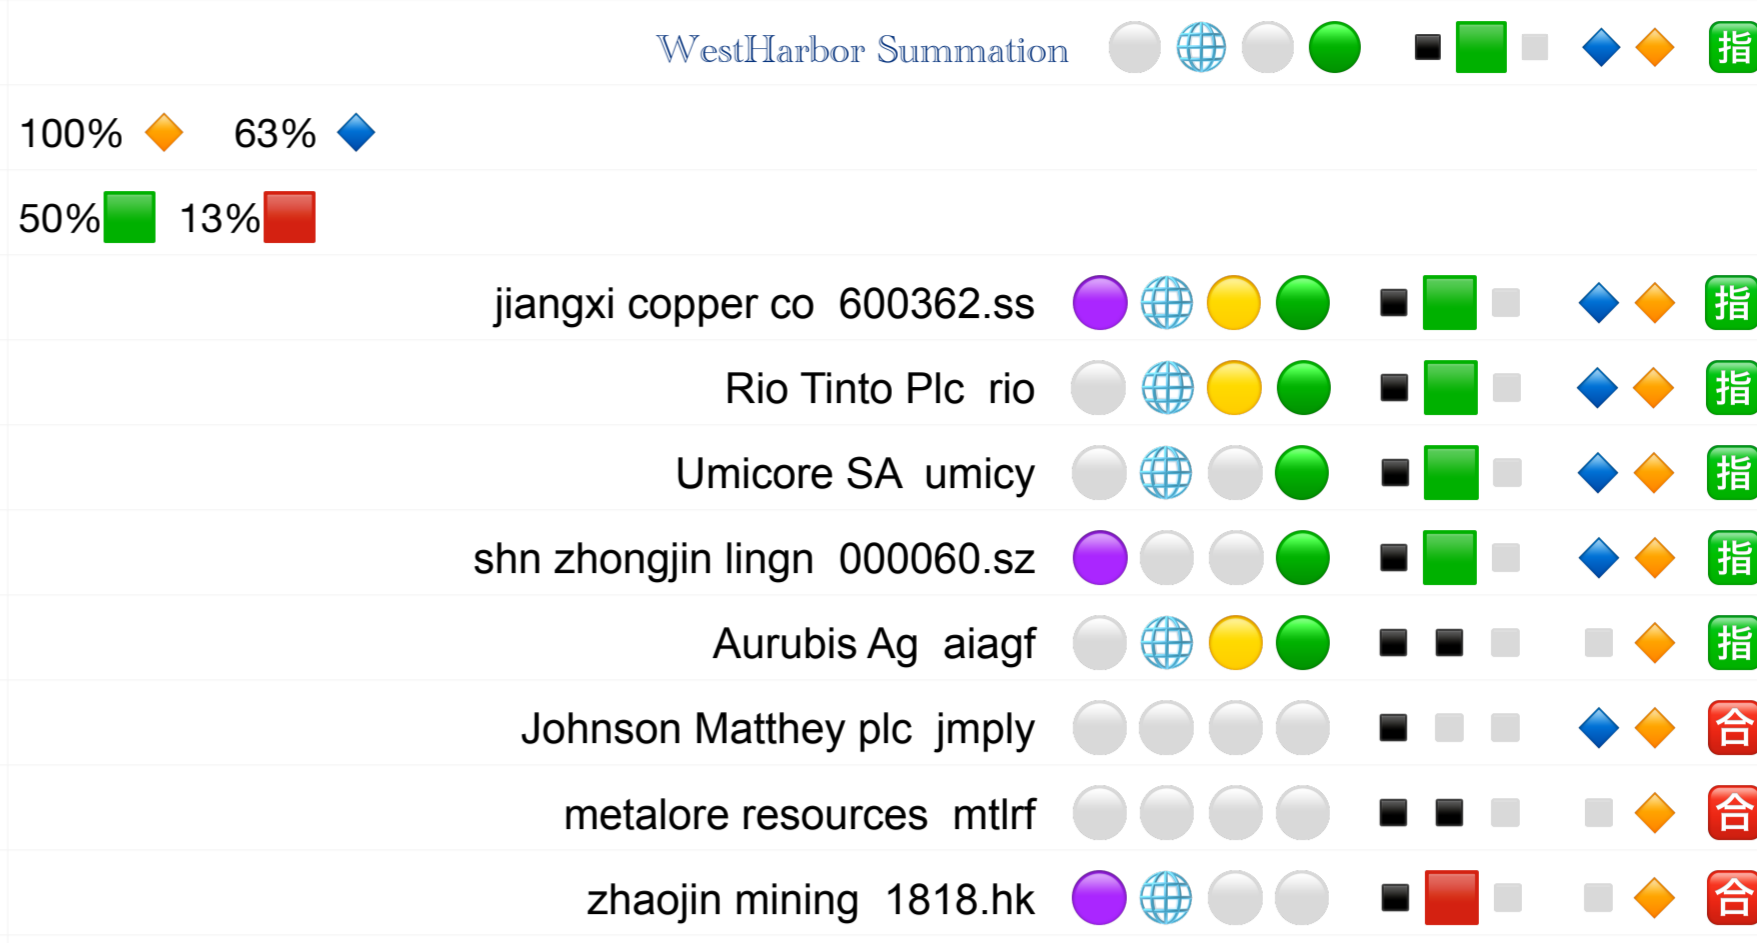 WestHarbor Summation 指
100% 63%
50% 13%
jiangxi copper co 600362.ss 指
Rio Tinto Plc rio 指
Umicore SA umicy 指
shn zhongjin lingn 000060.sz 指
Aurubis Ag aiagf 指
Johnson Matthey plc jmply 合
metalore resources mtlrf 合
zhaojin mining 1818.hk 合